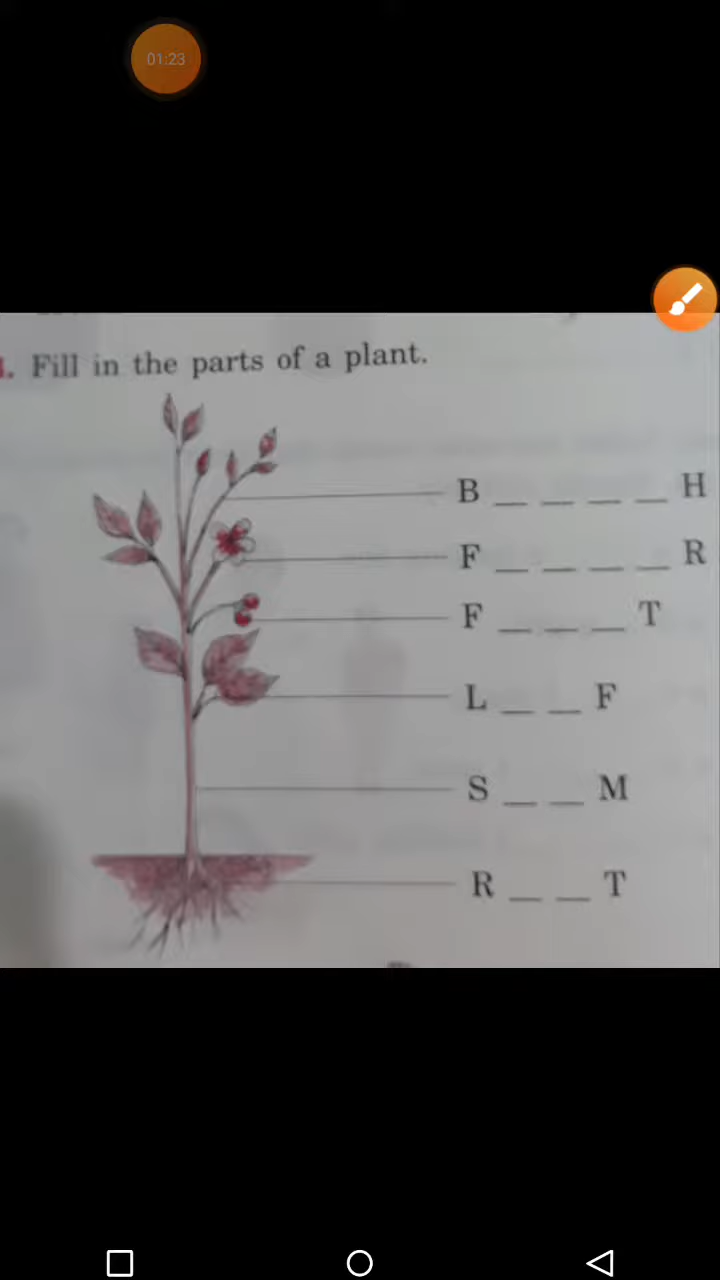 01:23
. Fill in the parts of a plant.
B _ _ _ _ H
F _ _ _ _ R
F _ _ _ T
L _ _ F
S _ _ M
R _ _ T